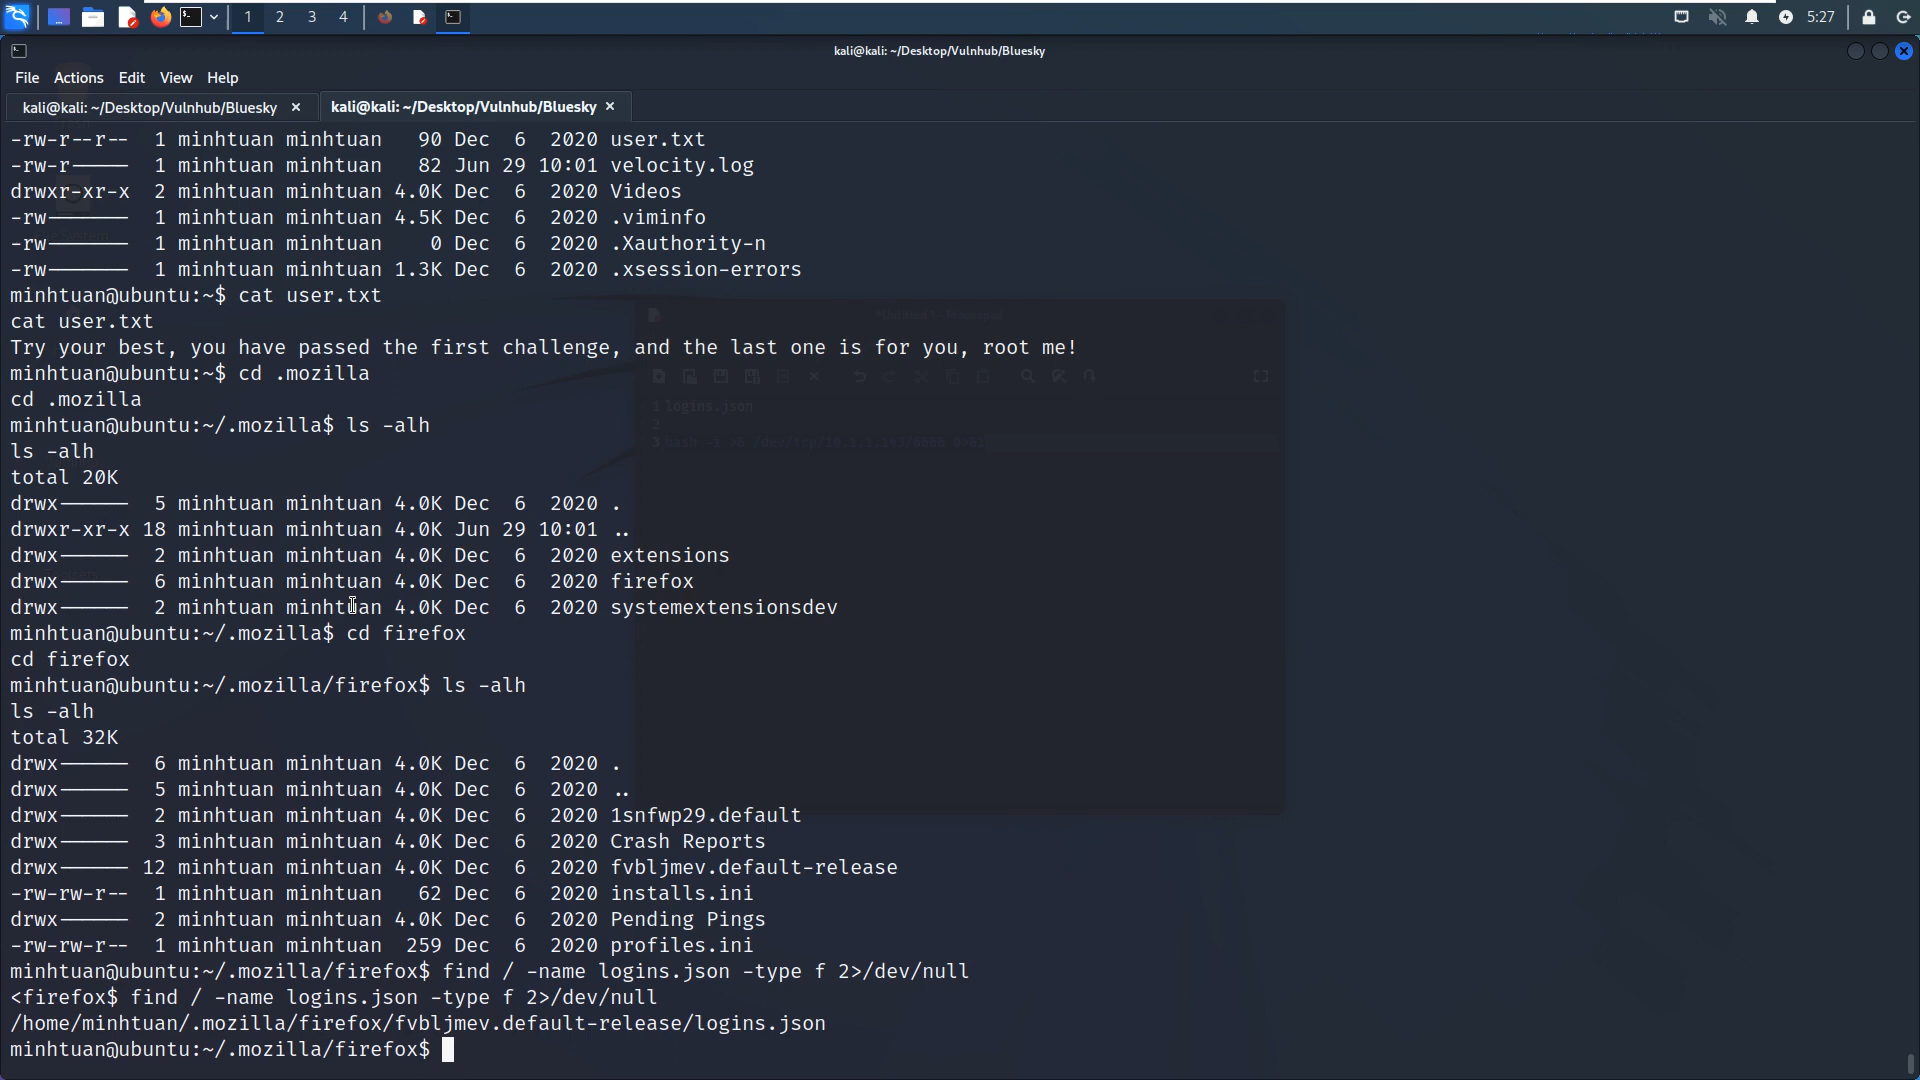 1 2 3 4 5:27
kali@kali: ~/Desktop/Vulnhub/Bluesky
File Actions Edit View Help
kali@kali: ~/Desktop/Vulnhub/Bluesky × kali@kali: ~/Desktop/Vulnhub/Bluesky ×
-rw-r--r-- 1 minhtuan minhtuan 90 Dec 6 2020 user.txt
-rw-r----- 1 minhtuan minhtuan 82 Jun 29 10:01 velocity.log
drwxr-xr-x 2 minhtuan minhtuan 4.0K Dec 6 2020 Videos
-rw------- 1 minhtuan minhtuan 4.5K Dec 6 2020 .viminfo
-rw------- 1 minhtuan minhtuan 0 Dec 6 2020 .Xauthority-n
-rw------- 1 minhtuan minhtuan 1.3K Dec 6 2020 .xsession-errors
minhtuan@ubuntu:~$ cat user.txt
cat user.txt
Try your best, you have passed the first challenge, and the last one is for you, root me!
minhtuan@ubuntu:~$ cd .mozilla
cd .mozilla
minhtuan@ubuntu:~/.mozilla$ ls -alh
ls -alh
total 20K
drwx------ 5 minhtuan minhtuan 4.0K Dec 6 2020 .
drwxr-xr-x 18 minhtuan minhtuan 4.0K Jun 29 10:01 ..
drwx------ 2 minhtuan minhtuan 4.0K Dec 6 2020 extensions
drwx------ 6 minhtuan minhtuan 4.0K Dec 6 2020 firefox
drwx------ 2 minhtuan minhtuan 4.0K Dec 6 2020 systemextensionsdev
minhtuan@ubuntu:~/.mozilla$ cd firefox
cd firefox
minhtuan@ubuntu:~/.mozilla/firefox$ ls -alh
ls -alh
total 32K
drwx------ 6 minhtuan minhtuan 4.0K Dec 6 2020 .
drwx------ 5 minhtuan minhtuan 4.0K Dec 6 2020 ..
drwx------ 2 minhtuan minhtuan 4.0K Dec 6 2020 1snfwp29.default
drwx------ 3 minhtuan minhtuan 4.0K Dec 6 2020 Crash Reports
drwx------ 12 minhtuan minhtuan 4.0K Dec 6 2020 fvbljmev.default-release
-rw-rw-r-- 1 minhtuan minhtuan 62 Dec 6 2020 installs.ini
drwx------ 2 minhtuan minhtuan 4.0K Dec 6 2020 Pending Pings
-rw-rw-r-- 1 minhtuan minhtuan 259 Dec 6 2020 profiles.ini
minhtuan@ubuntu:~/.mozilla/firefox$ find / -name logins.json -type f 2>/dev/null
<firefox$ find / -name logins.json -type f 2>/dev/null
/home/minhtuan/.mozilla/firefox/fvbljmev.default-release/logins.json
minhtuan@ubuntu:~/.mozilla/firefox$
1 logins.json
2
3